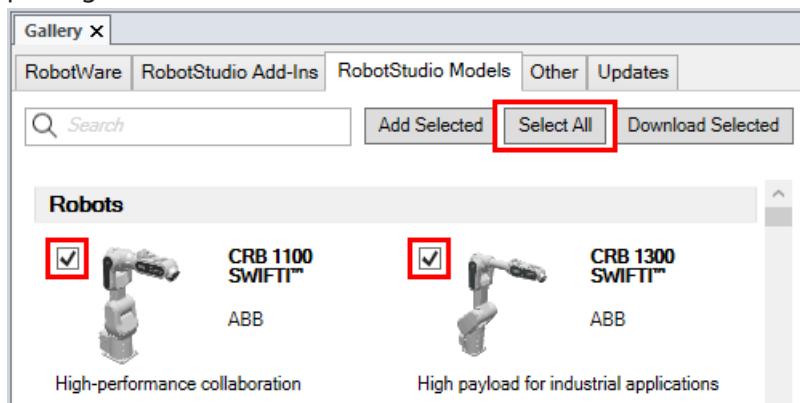 Gallery X
RobotWare RobotStudio Add-Ins RobotStudio Models Other Updates
Search Add Selected Select All Download Selected
Robots
CRB 1100
SWIFTI™
ABB
High-performance collaboration
CRB 1300
SWIFTI™
ABB
High payload for industrial applications